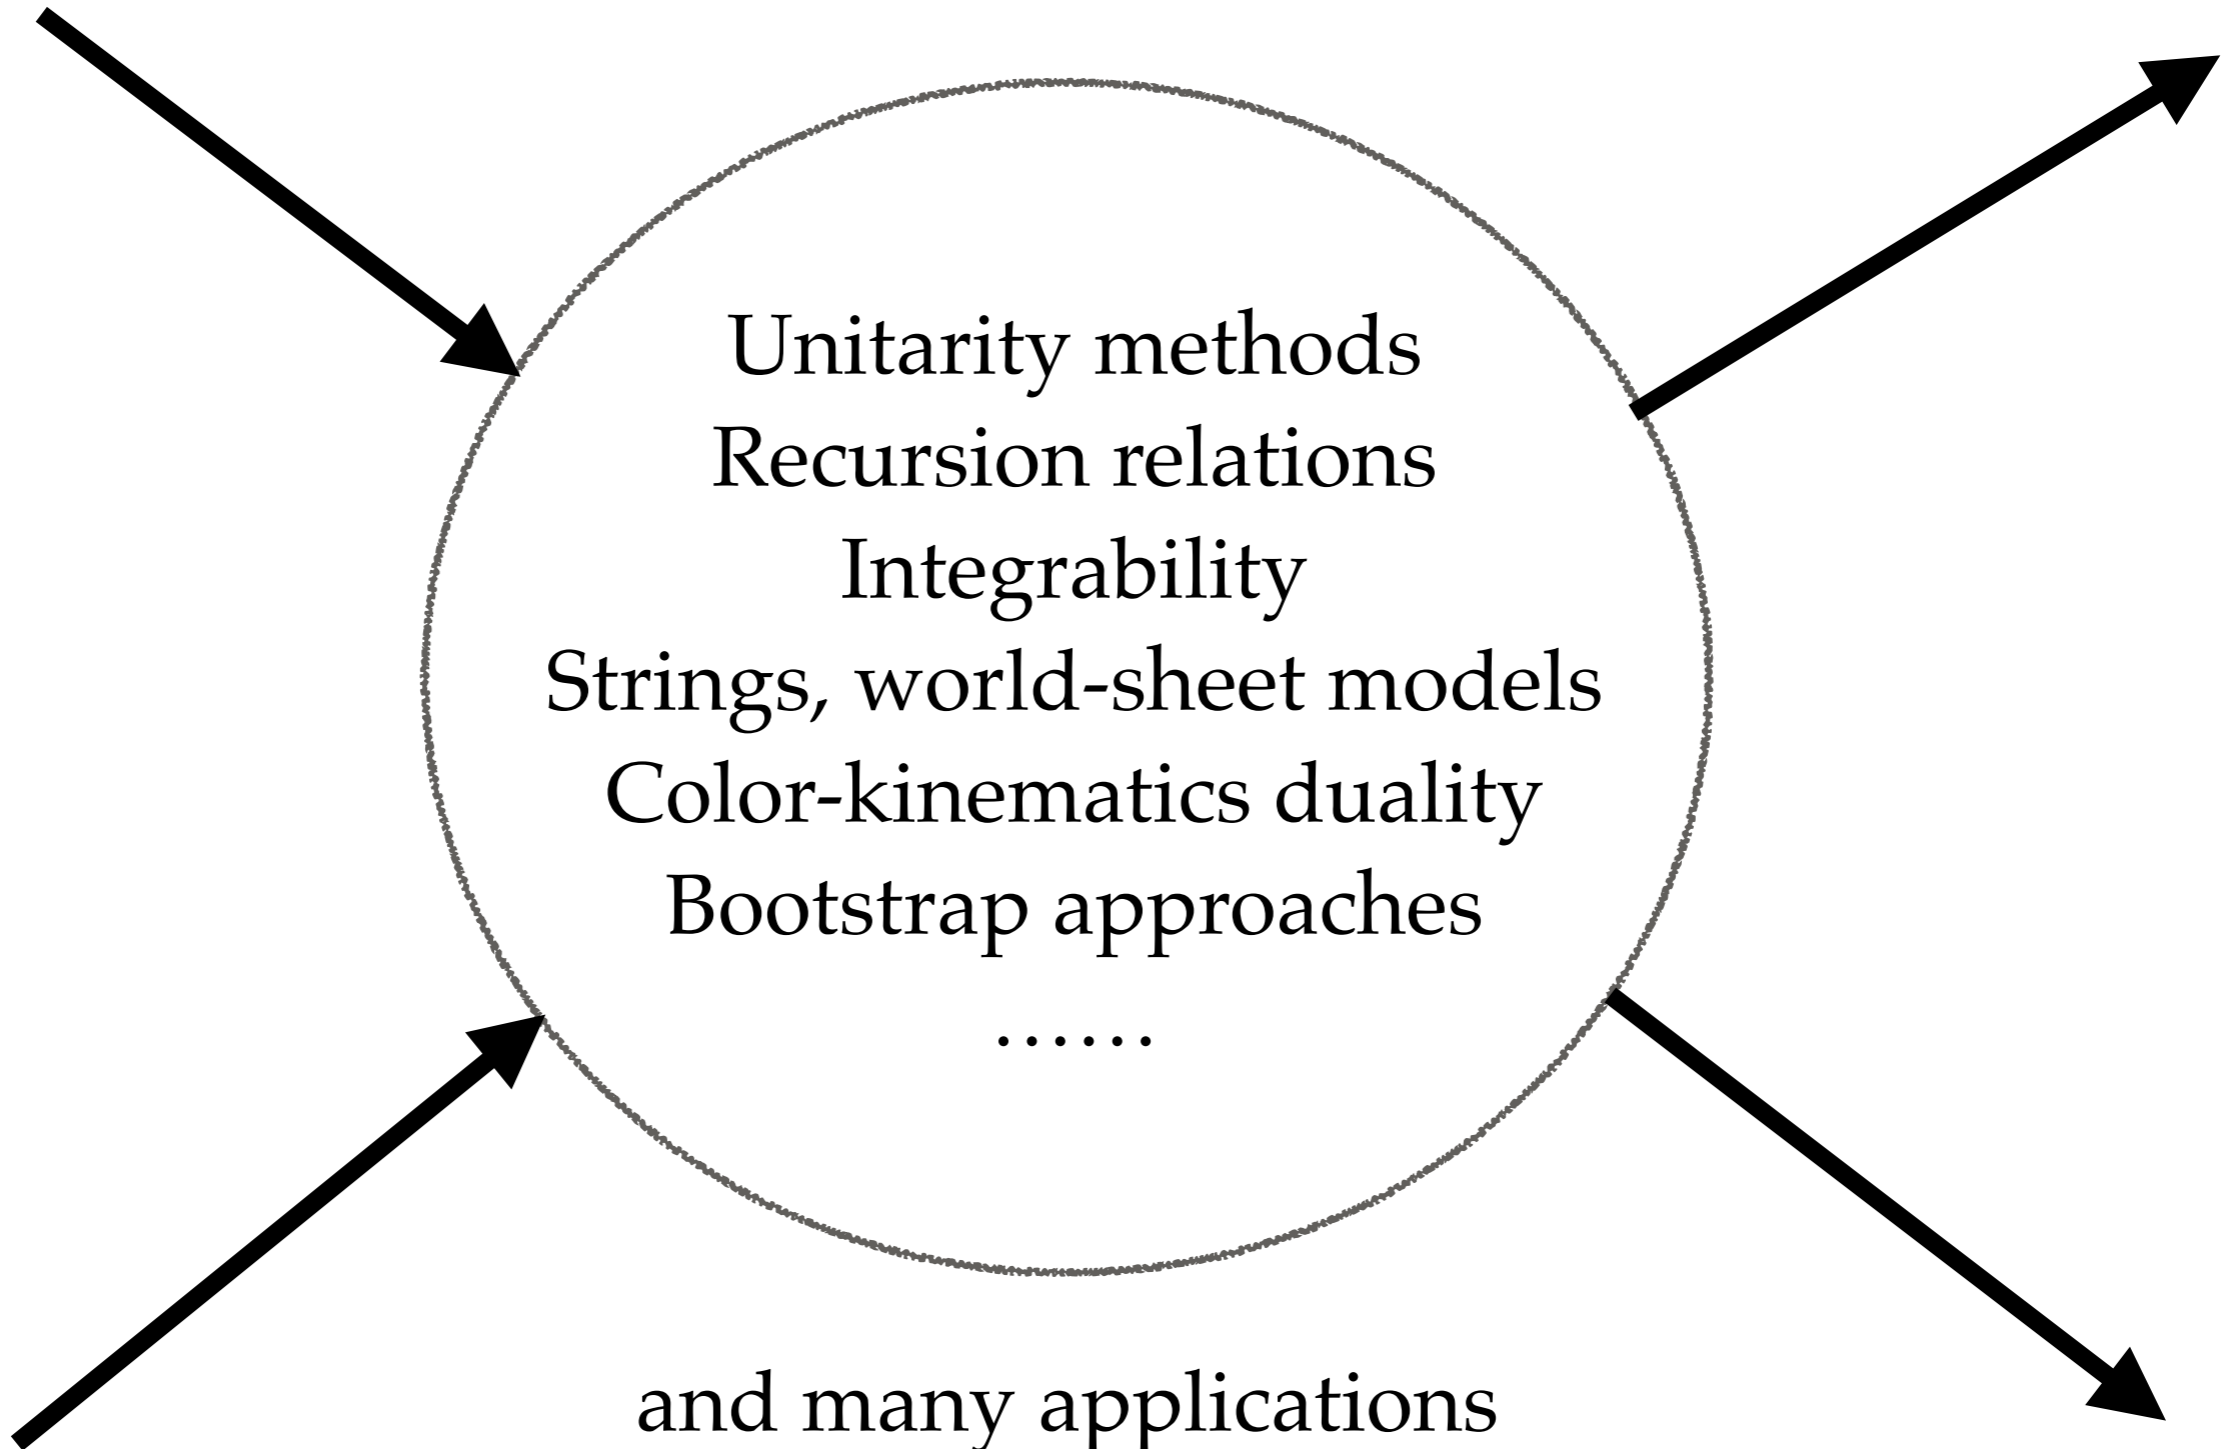 Unitarity methods
Recursion relations
Integrability
Strings, world-sheet models
Color-kinematics duality
Bootstrap approaches
......
and many applications